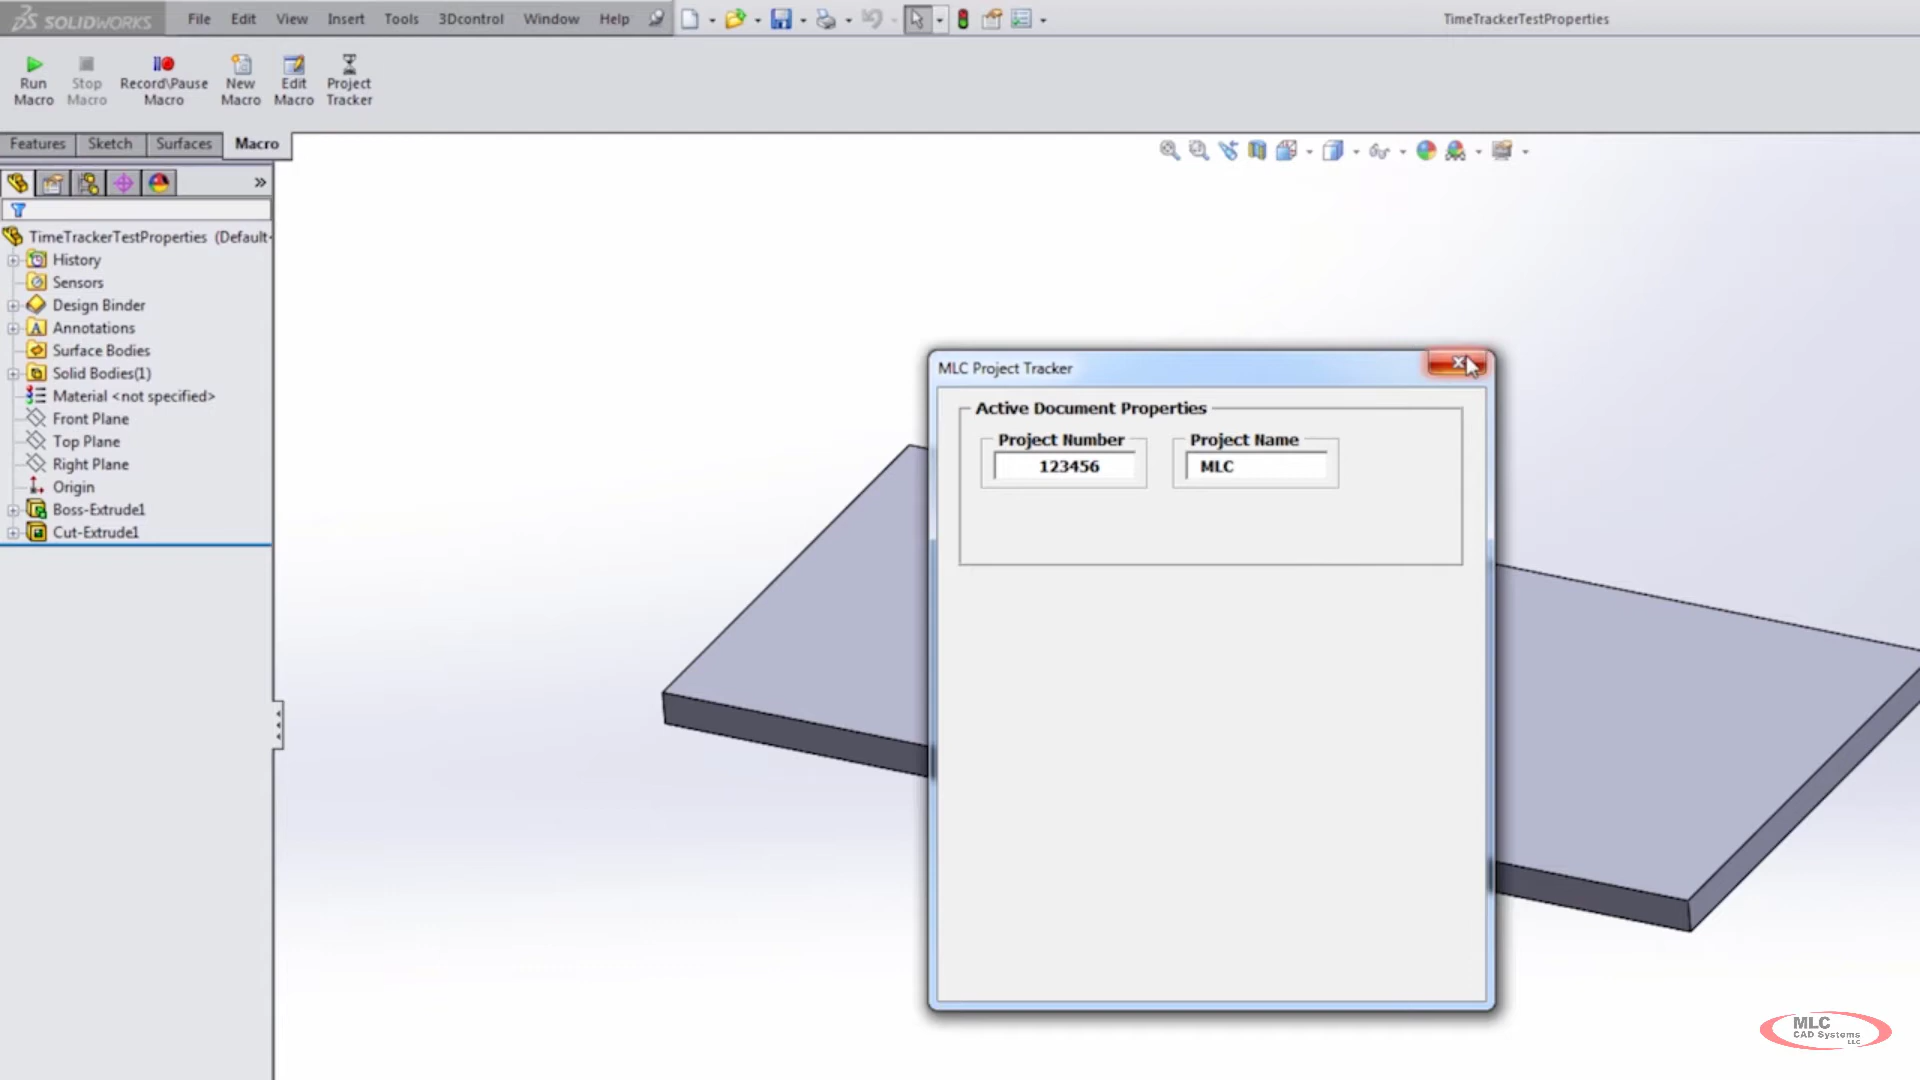 SOLIDWORKS File Edit View Insert Tools 3Dcontrol Window Help TimeTrackerTestProperties
Run Macro
Stop Macro
Record\Pause Macro
New Macro
Edit Macro
Project Tracker
Features Sketch Surfaces Macro
»
TimeTrackerTestProperties (Default
History
Sensors
Design Binder
Annotations
Surface Bodies
Solid Bodies(1)
Material <not specified>
Front Plane
Top Plane
Right Plane
Origin
Boss-Extrude1
Cut-Extrude1
MLC Project Tracker
Active Document Properties
Project Number Project Name
123456 MLC
MLC
CAD Systems
LLC